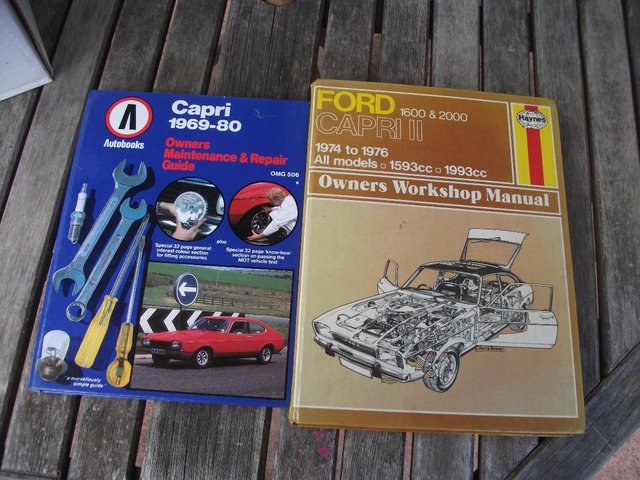 Autobooks
Capri
1969-80
Owners
Maintenance & Repair
Guide
OMG 506
Special 32 page general
interest colour section
for fitting accessories
plus
Special 32 page 'know-how'
section on passing the
MOT vehicle test
a marvellously
simple guide
FORD 1600 & 2000
CAPRI II
1974 to 1976
All models 1593cc 1993cc
Haynes
Owners Workshop Manual